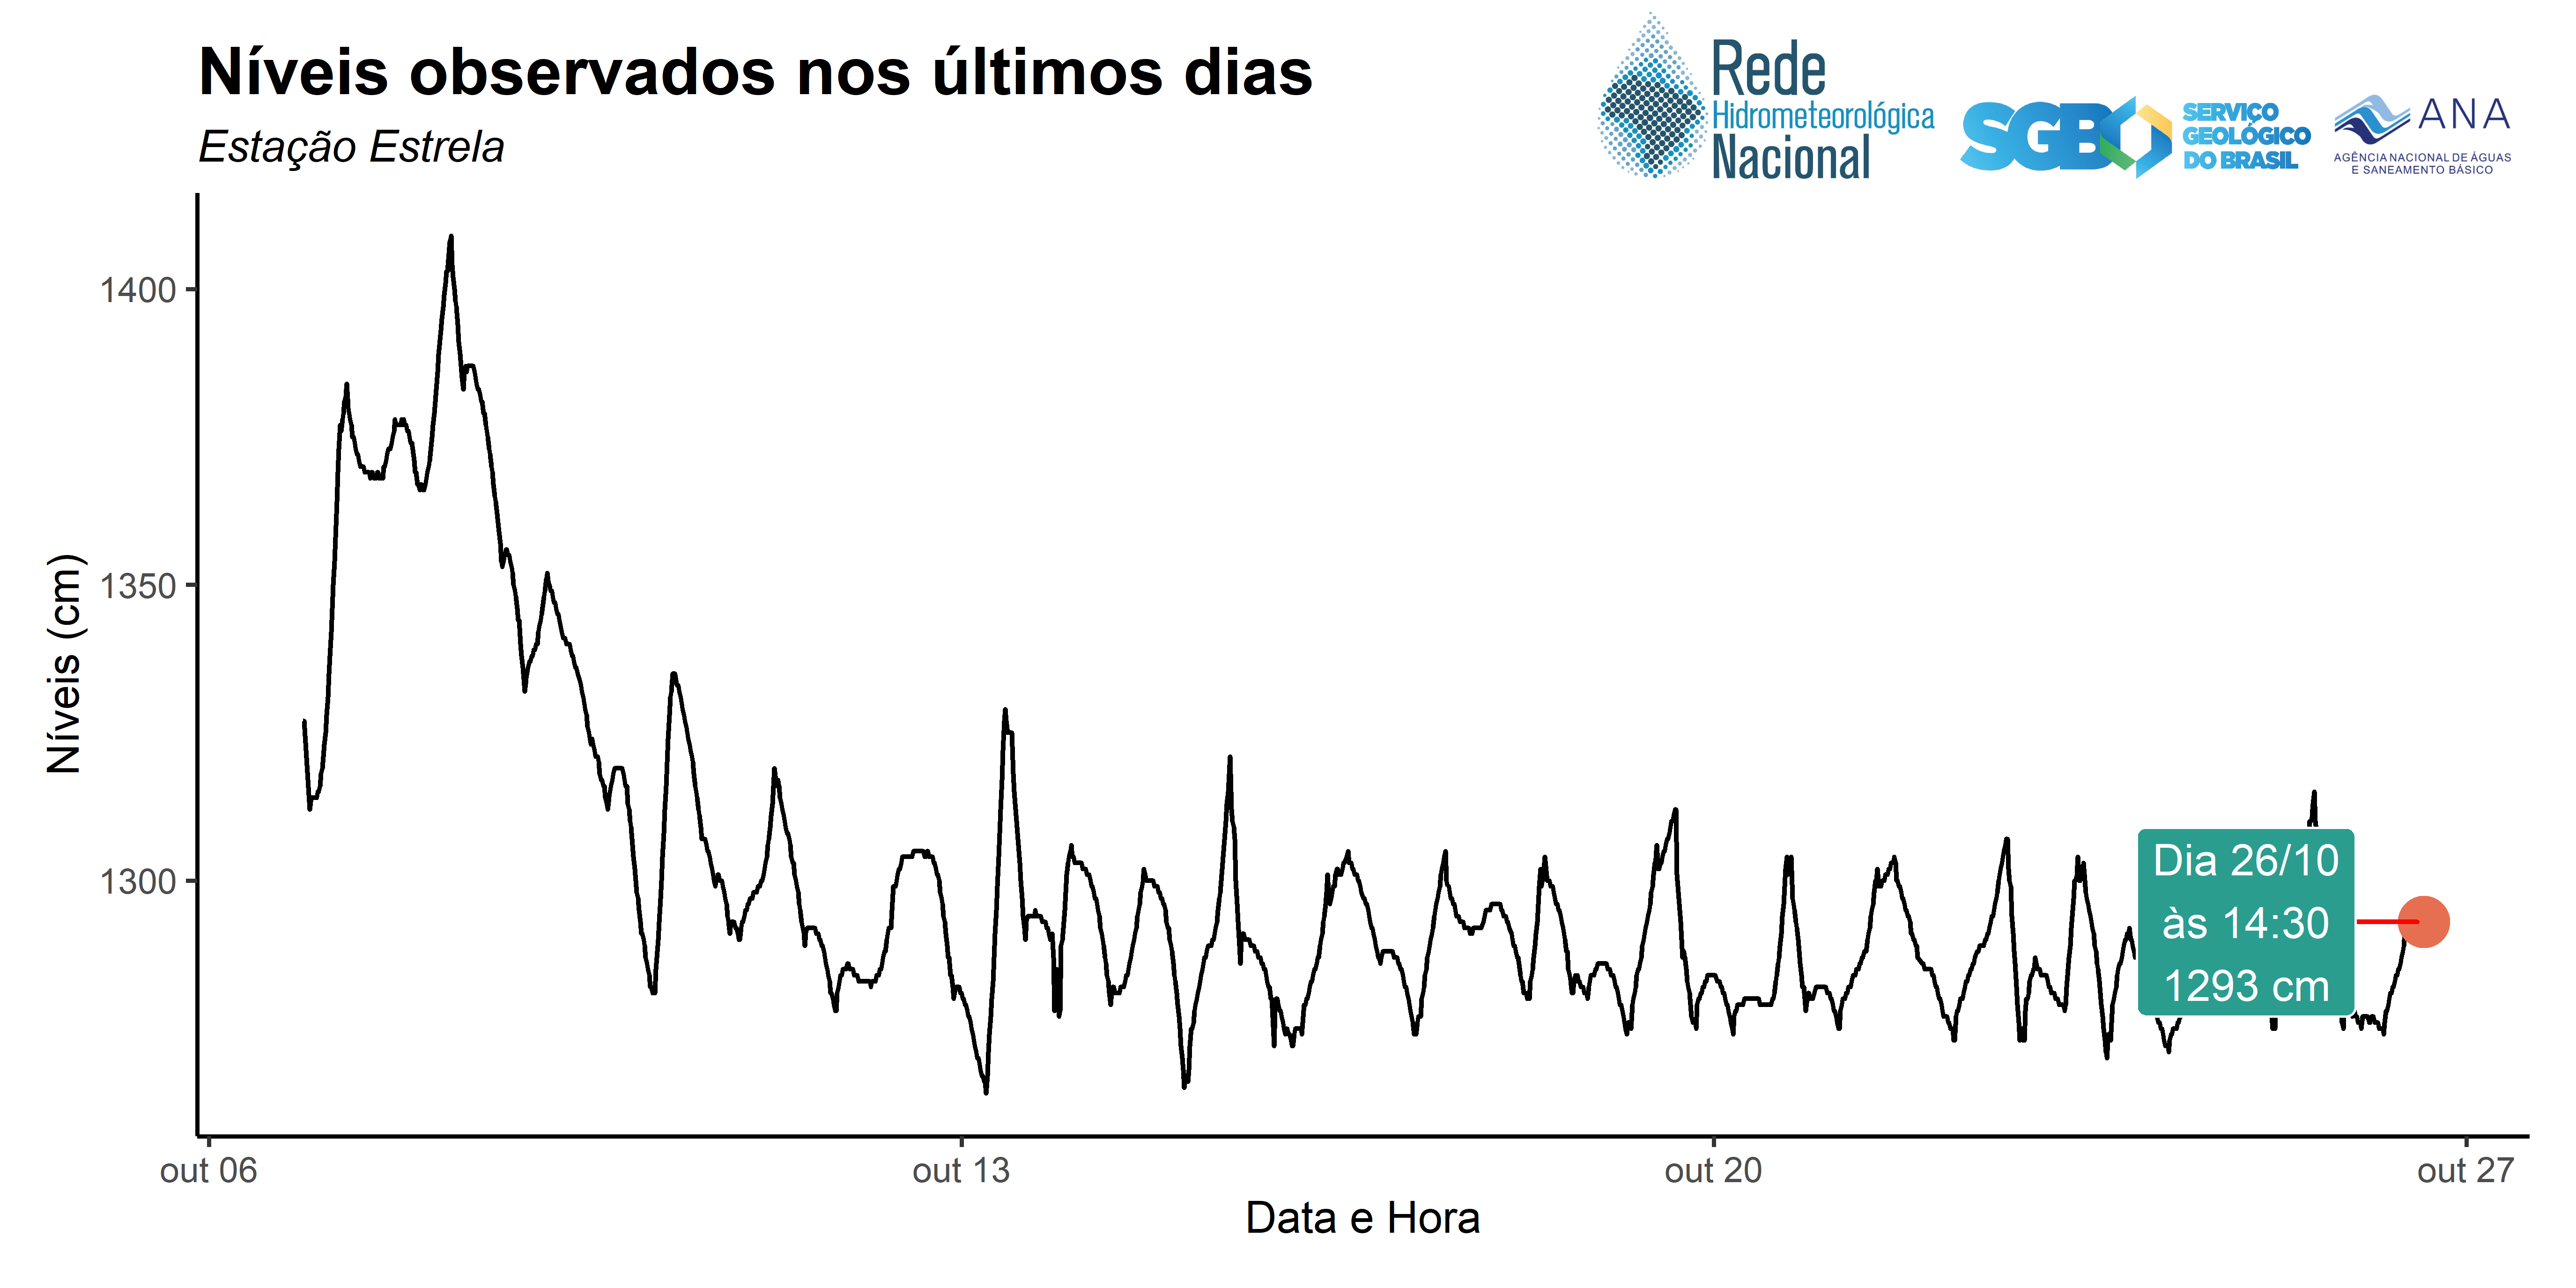 Níveis observados nos últimos dias
Estação Estrela
Rede
Hidrometeorológica
Nacional
SGB
SERVIÇO
GEOLÓGICO
DO BRASIL
ANA
AGÊNCIA NACIONAL DE ÁGUAS
E SANEAMENTO BÁSICO
Níveis (cm)
1400
1350
1300
Dia 26/10
às 14:30
1293 cm
out 06
out 13
out 20
out 27
Data e Hora